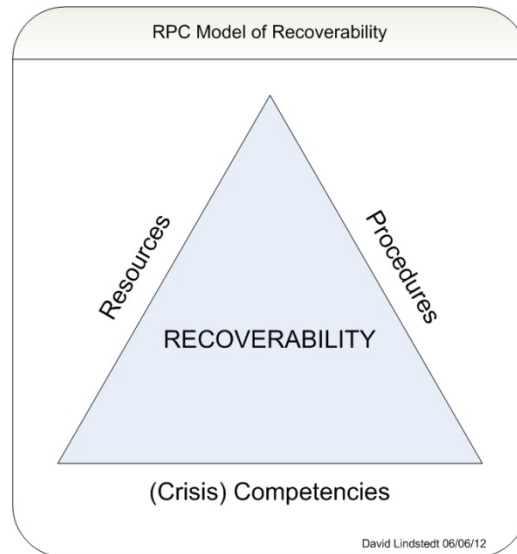 RPC Model of Recoverability
Resources
Procedures
RECOVERABILITY
(Crisis) Competencies
David Lindstedt 06/06/12